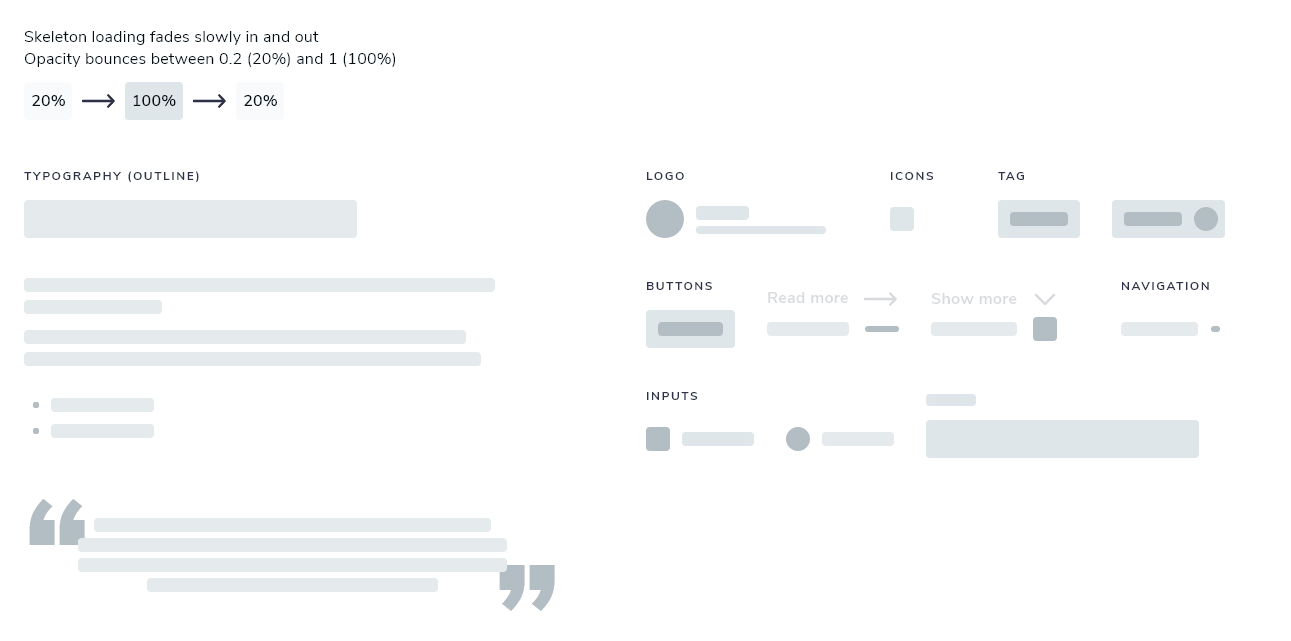 Skeleton loading fades slowly in and out
Opacity bounces between 0.2 (20%) and 1 (100%)
20% 100% 20%
TYPOGRAPHY (OUTLINE)
LOGO ICONS TAG
BUTTONS Read more Show more NAVIGATION
INPUTS
“
”